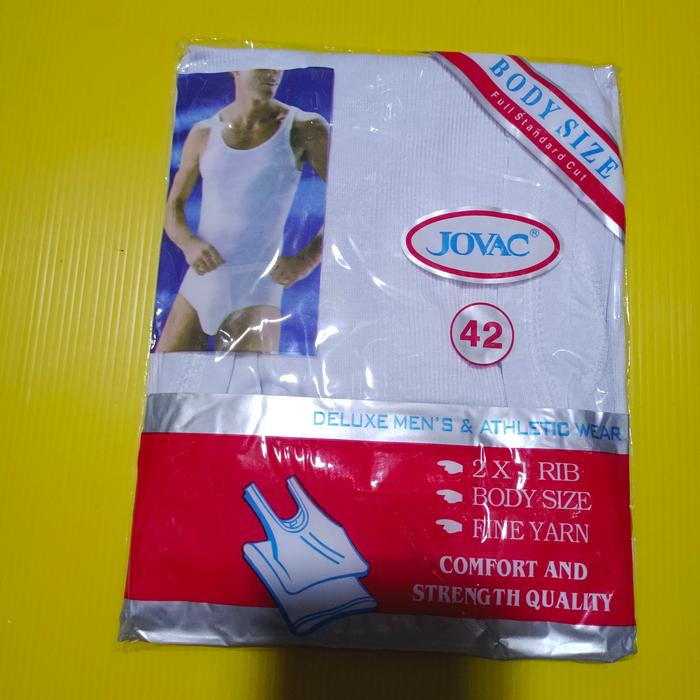 BODY SIZE
Full Standard Cut
JOVAC®
42
DELUXE MEN'S & ATHLETIC WEAR
2 X 1 RIB
BODY SIZE
FINE YARN
COMFORT AND
STRENGTH QUALITY